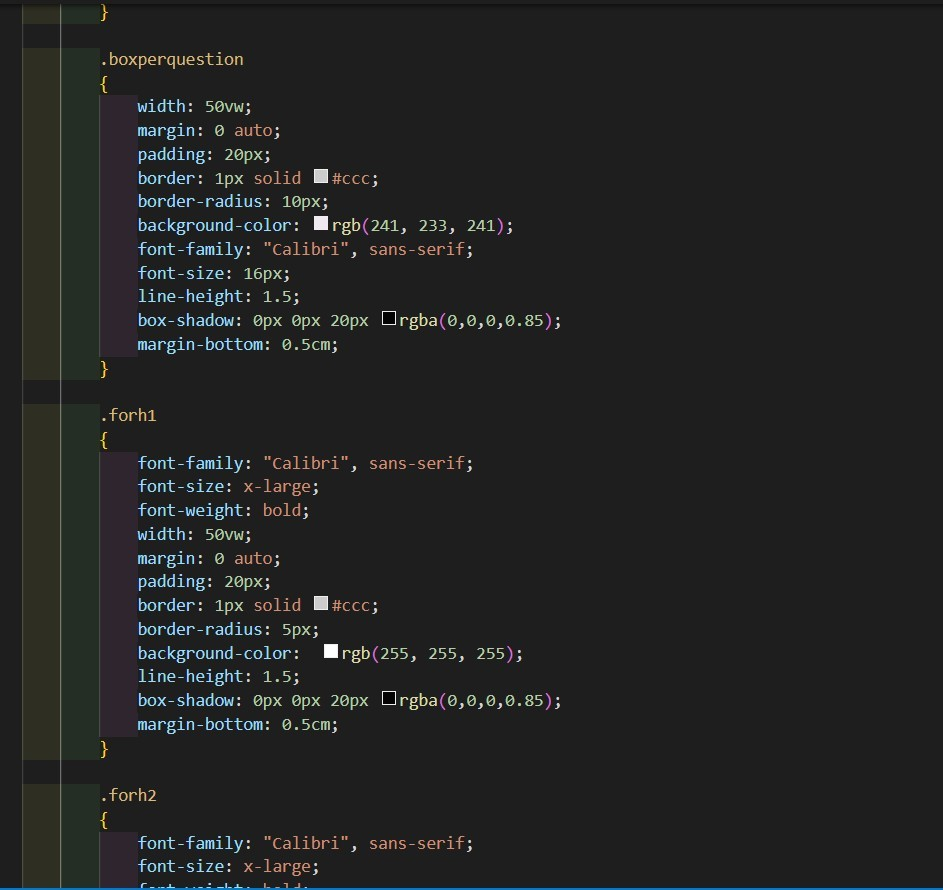 }
.boxperquestion
{
width: 50vw;
margin: 0 auto;
padding: 20px;
border: 1px solid #ccc;
border-radius: 10px;
background-color: rgb(241, 233, 241);
font-family: "Calibri", sans-serif;
font-size: 16px;
line-height: 1.5;
box-shadow: 0px 0px 20px rgba(0,0,0,0.85);
margin-bottom: 0.5cm;
}
.forh1
{
font-family: "Calibri", sans-serif;
font-size: x-large;
font-weight: bold;
width: 50vw;
margin: 0 auto;
padding: 20px;
border: 1px solid #ccc;
border-radius: 5px;
background-color: rgb(255, 255, 255);
line-height: 1.5;
box-shadow: 0px 0px 20px rgba(0,0,0,0.85);
margin-bottom: 0.5cm;
}
.forh2
{
font-family: "Calibri", sans-serif;
font-size: x-large;
font-weight: bold;